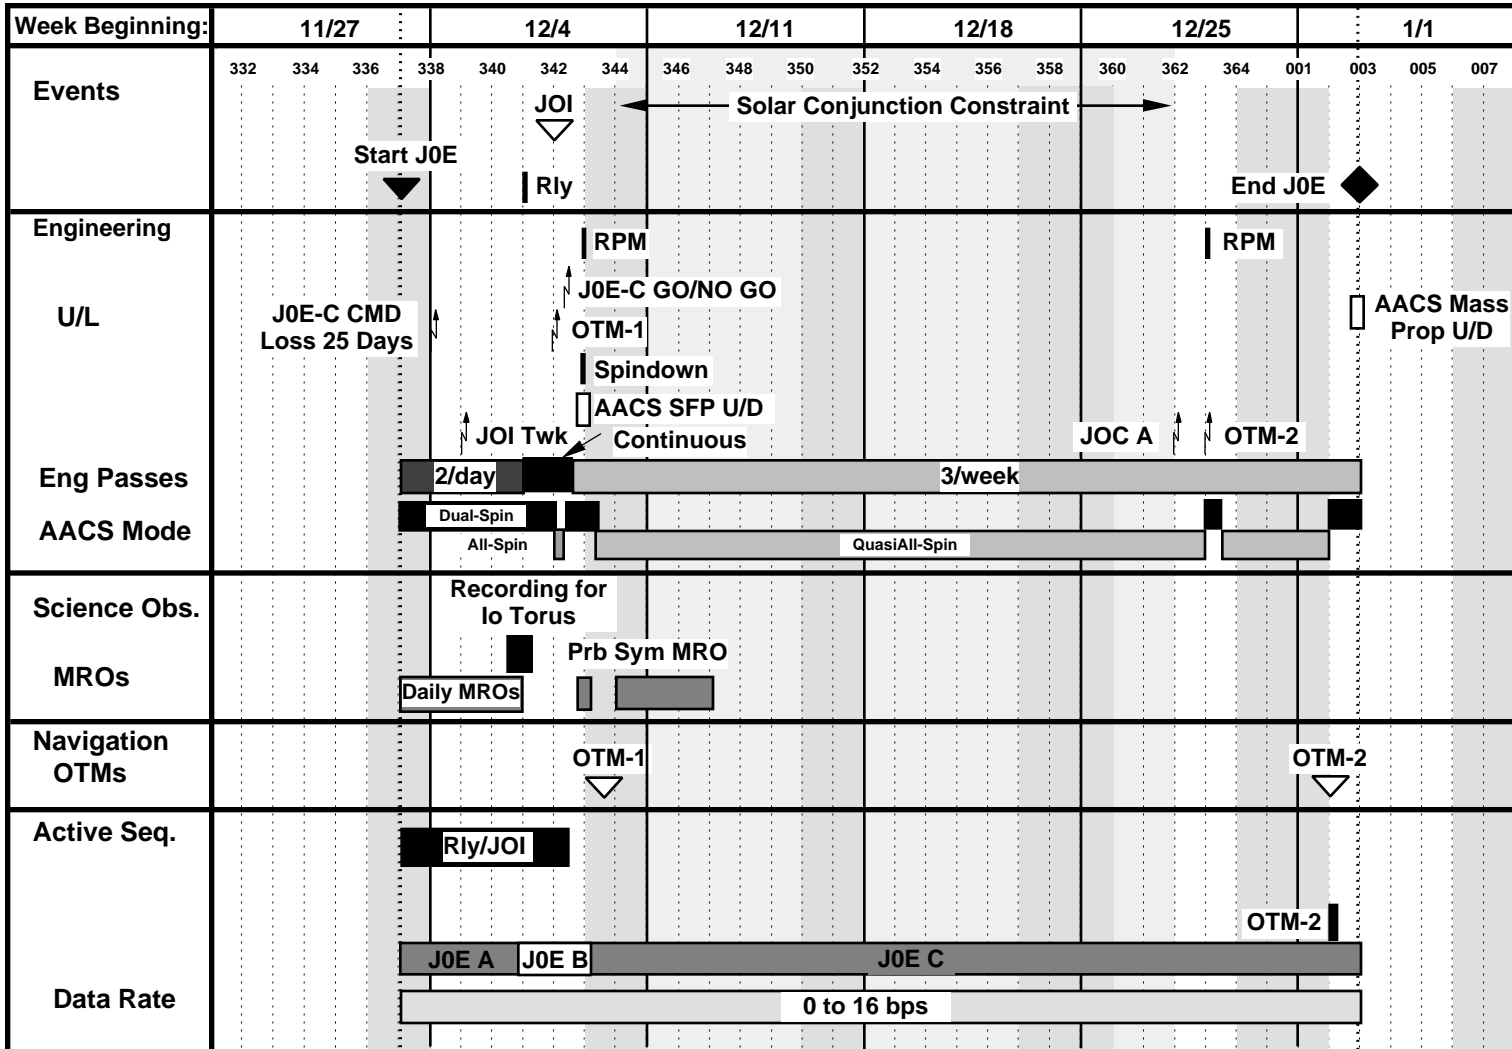 Week Beginning: 11/27 12/4 12/11 12/18 12/25 1/1
332 334 336 338 340 342 344 346 348 350 352 354 356 358 360 362 364 001 003 005 007
Events
JOI
Solar Conjunction Constraint
Start J0E
Rly
End J0E
Engineering
RPM
RPM
J0E-C GO/NO GO
U/L
J0E-C CMD
Loss 25 Days
OTM-1
AACS Mass
Prop U/D
Spindown
AACS SFP U/D
JOI Twk
Continuous
JOC A
OTM-2
Eng Passes
2/day
3/week
AACS Mode
Dual-Spin
All-Spin
QuasiAll-Spin
Science Obs.
Recording for
Io Torus
MROs
Prb Sym MRO
Daily MROs
Navigation
OTMs
OTM-1
OTM-2
Active Seq.
Rly/JOI
OTM-2
J0E A
J0E B
J0E C
Data Rate
0 to 16 bps